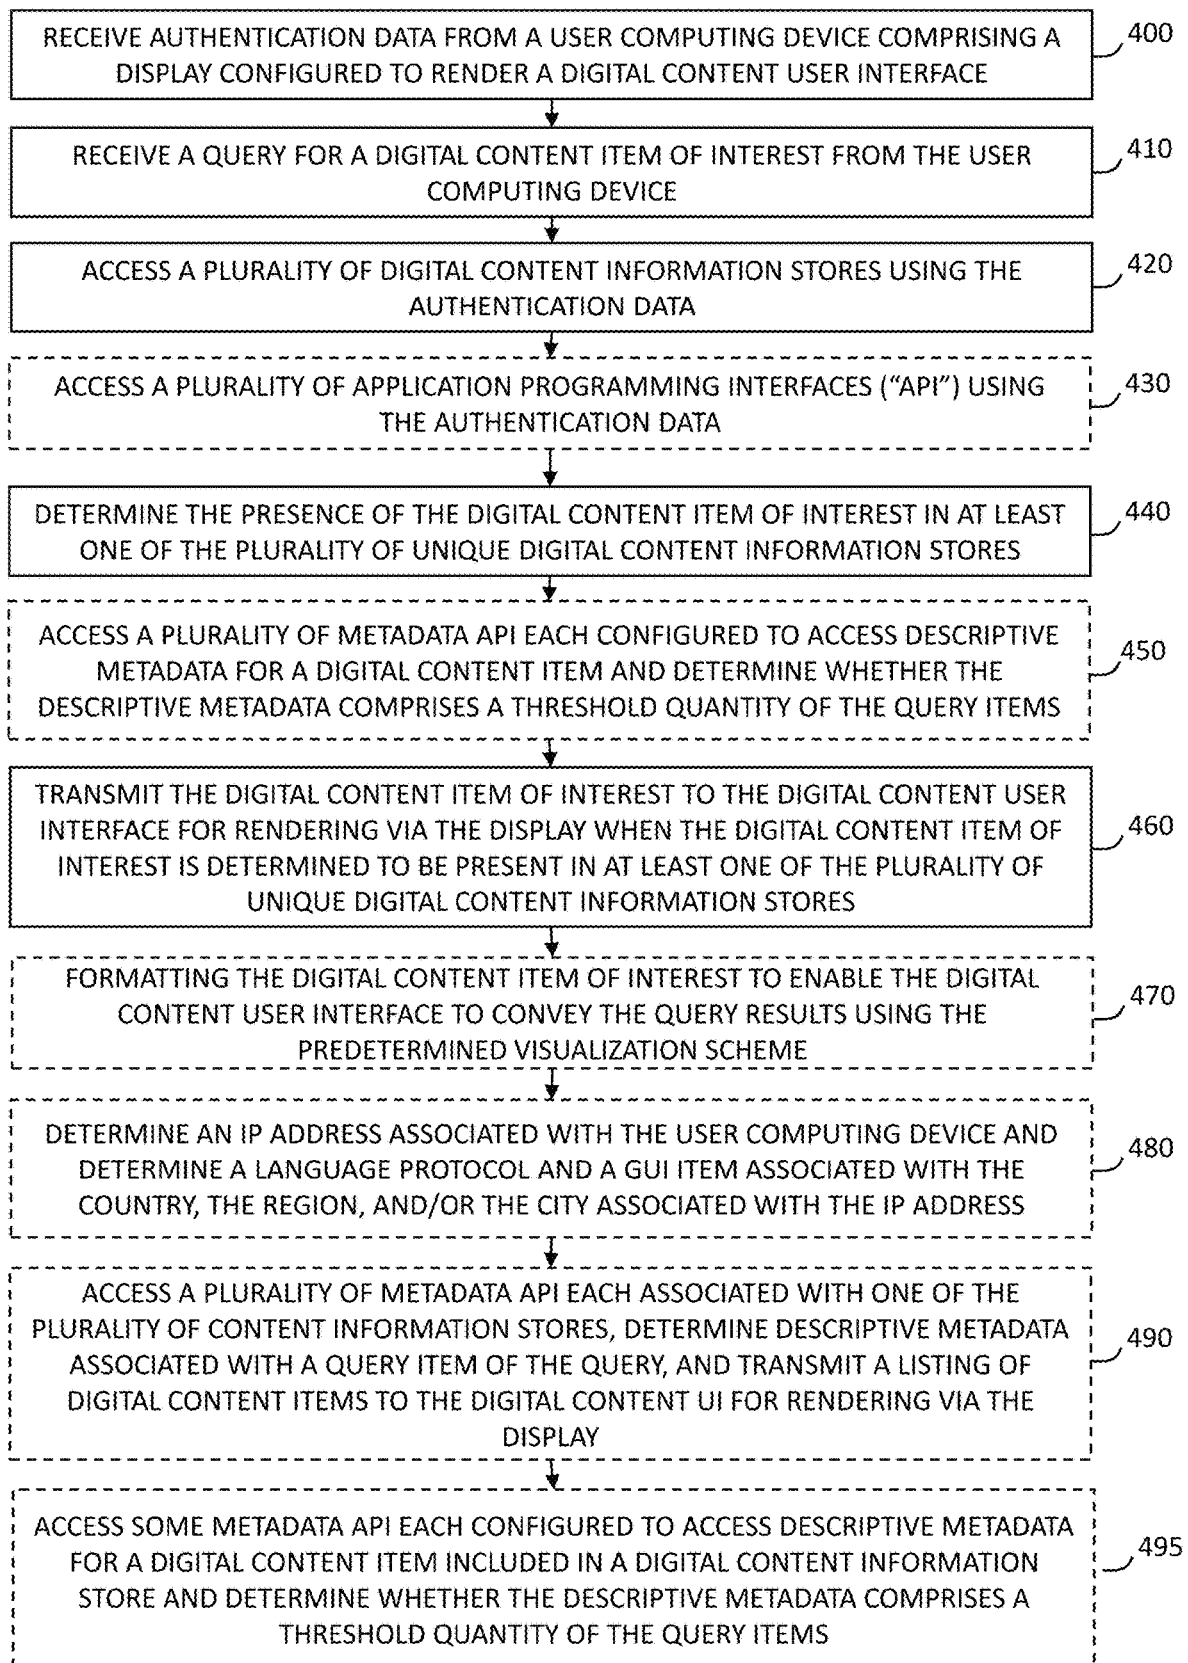 RECEIVE AUTHENTICATION DATA FROM A USER COMPUTING DEVICE COMPRISING A
DISPLAY CONFIGURED TO RENDER A DIGITAL CONTENT USER INTERFACE
400
RECEIVE A QUERY FOR A DIGITAL CONTENT ITEM OF INTEREST FROM THE USER
COMPUTING DEVICE
410
ACCESS A PLURALITY OF DIGITAL CONTENT INFORMATION STORES USING THE
AUTHENTICATION DATA
420
ACCESS A PLURALITY OF APPLICATION PROGRAMMING INTERFACES (“API”) USING
THE AUTHENTICATION DATA
430
DETERMINE THE PRESENCE OF THE DIGITAL CONTENT ITEM OF INTEREST IN AT LEAST
ONE OF THE PLURALITY OF UNIQUE DIGITAL CONTENT INFORMATION STORES
440
ACCESS A PLURALITY OF METADATA API EACH CONFIGURED TO ACCESS DESCRIPTIVE
METADATA FOR A DIGITAL CONTENT ITEM AND DETERMINE WHETHER THE
DESCRIPTIVE METADATA COMPRISES A THRESHOLD QUANTITY OF THE QUERY ITEMS
450
TRANSMIT THE DIGITAL CONTENT ITEM OF INTEREST TO THE DIGITAL CONTENT USER
INTERFACE FOR RENDERING VIA THE DISPLAY WHEN THE DIGITAL CONTENT ITEM OF
INTEREST IS DETERMINED TO BE PRESENT IN AT LEAST ONE OF THE PLURALITY OF
UNIQUE DIGITAL CONTENT INFORMATION STORES
460
FORMATTING THE DIGITAL CONTENT ITEM OF INTEREST TO ENABLE THE DIGITAL
CONTENT USER INTERFACE TO CONVEY THE QUERY RESULTS USING THE
PREDETERMINED VISUALIZATION SCHEME
470
DETERMINE AN IP ADDRESS ASSOCIATED WITH THE USER COMPUTING DEVICE AND
DETERMINE A LANGUAGE PROTOCOL AND A GUI ITEM ASSOCIATED WITH THE
COUNTRY, THE REGION, AND/OR THE CITY ASSOCIATED WITH THE IP ADDRESS
480
ACCESS A PLURALITY OF METADATA API EACH ASSOCIATED WITH ONE OF THE
PLURALITY OF CONTENT INFORMATION STORES, DETERMINE DESCRIPTIVE METADATA
ASSOCIATED WITH A QUERY ITEM OF THE QUERY, AND TRANSMIT A LISTING OF
DIGITAL CONTENT ITEMS TO THE DIGITAL CONTENT UI FOR RENDERING VIA THE
DISPLAY
490
ACCESS SOME METADATA API EACH CONFIGURED TO ACCESS DESCRIPTIVE METADATA
FOR A DIGITAL CONTENT ITEM INCLUDED IN A DIGITAL CONTENT INFORMATION
STORE AND DETERMINE WHETHER THE DESCRIPTIVE METADATA COMPRISES A
THRESHOLD QUANTITY OF THE QUERY ITEMS
495